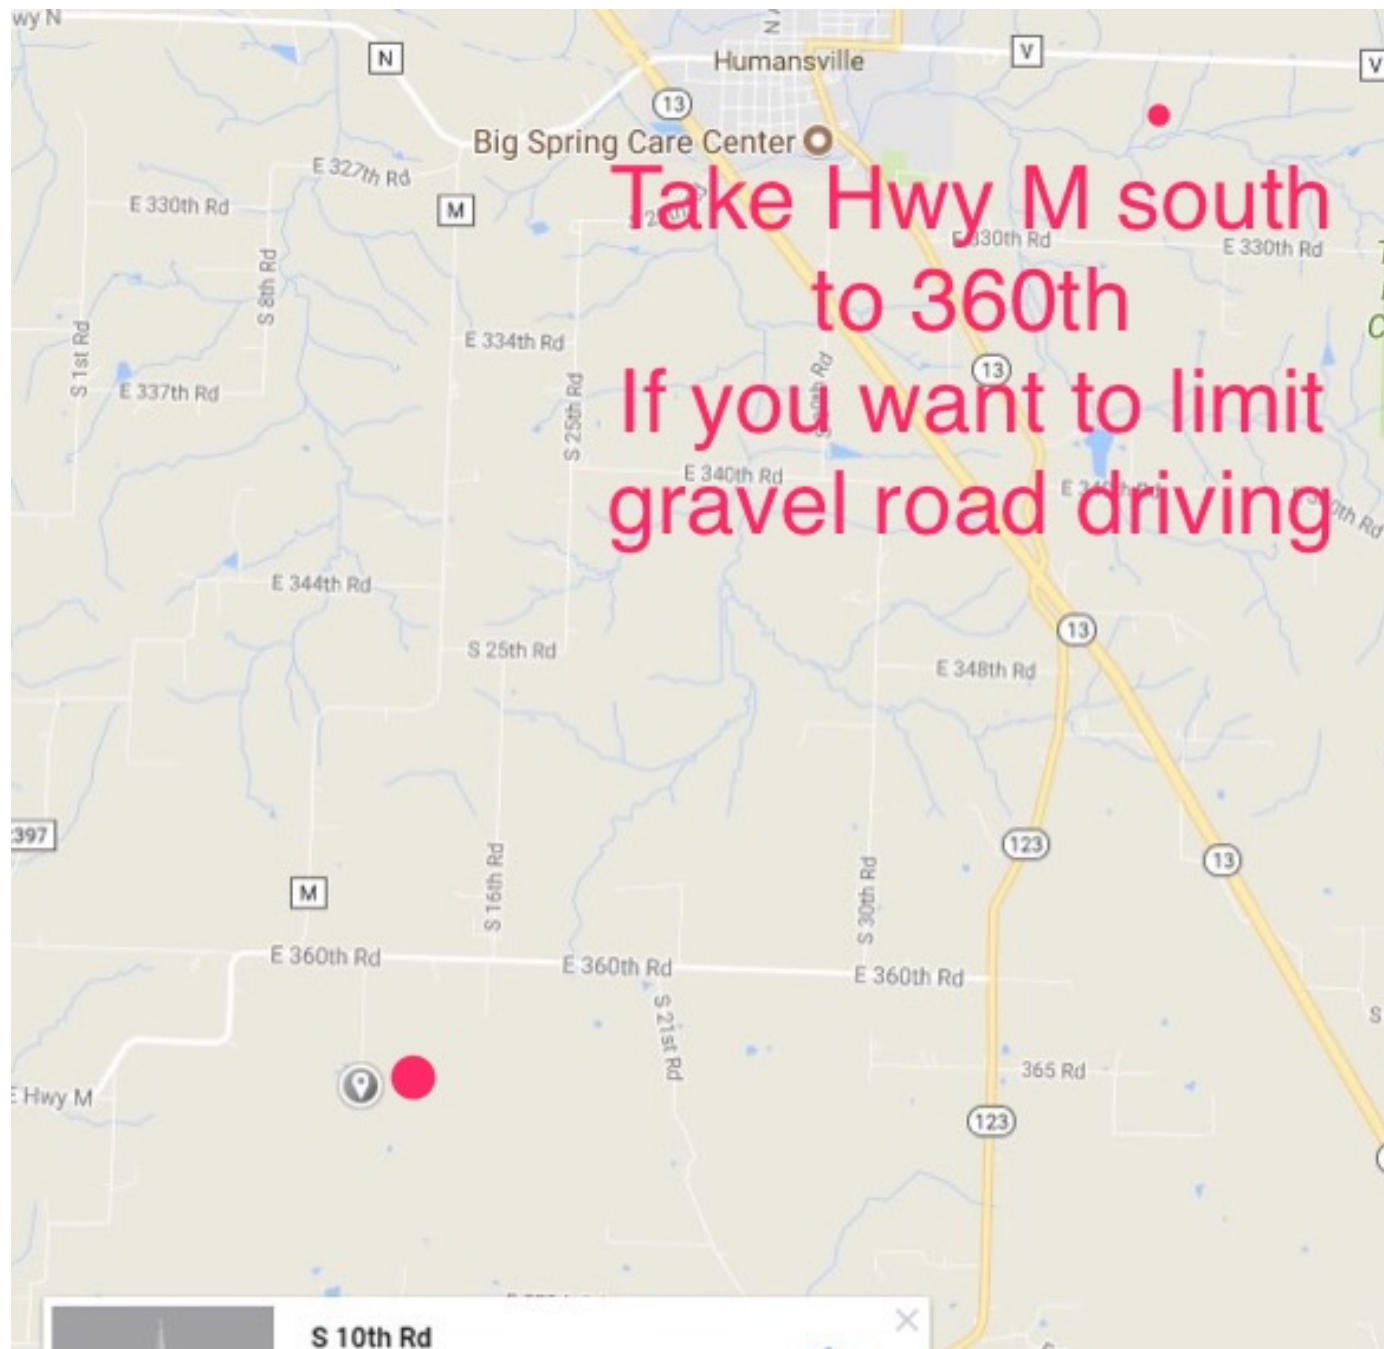 wy N
N
Humansville
V
V
13
Big Spring Care Center
E 327th Rd
E 330th Rd
M
Take Hwy M south
E 330th Rd
E 330th Rd
S 8th Rd
to 360th
E 334th Rd
S 1st Rd
13
E 337th Rd
S 25th Rd
If you want to limit
E 340th Rd
gravel road driving
E 344th Rd
13
S 25th Rd
E 348th Rd
397
123
13
M
S 16th Rd
S 30th Rd
E 360th Rd
E 360th Rd
E 360th Rd
S 21st Rd
S
365 Rd
E Hwy M
123
S 10th Rd